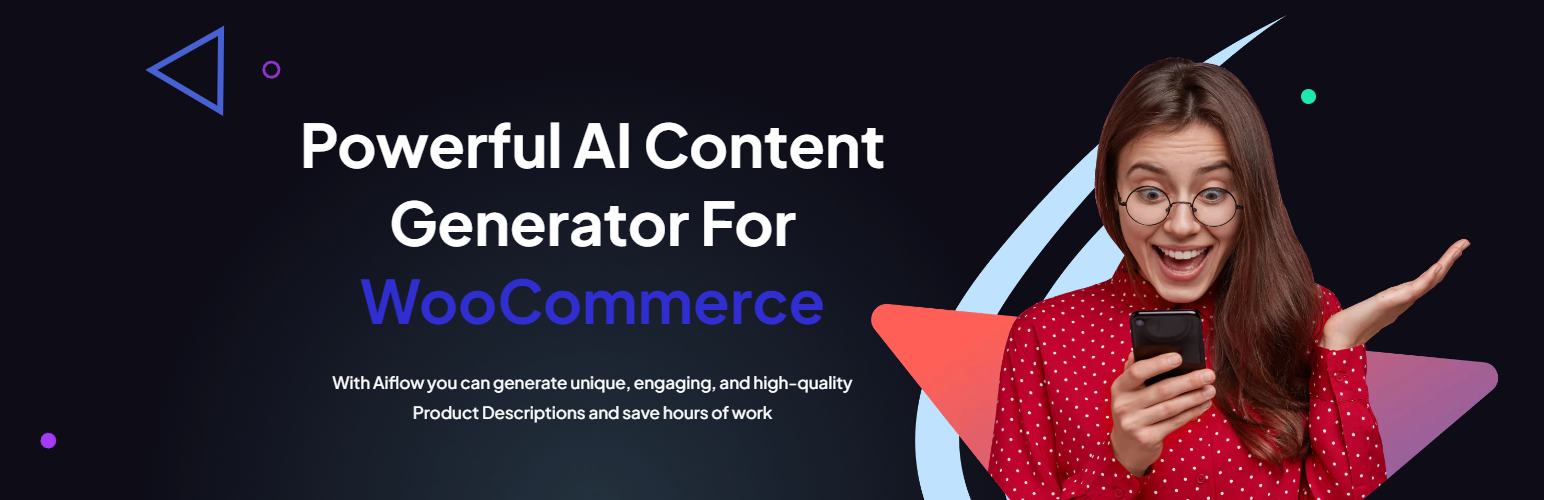 Powerful AI Content
Generator For
WooCommerce
With Aiflow you can generate unique, engaging, and high-quality
Product Descriptions and save hours of work